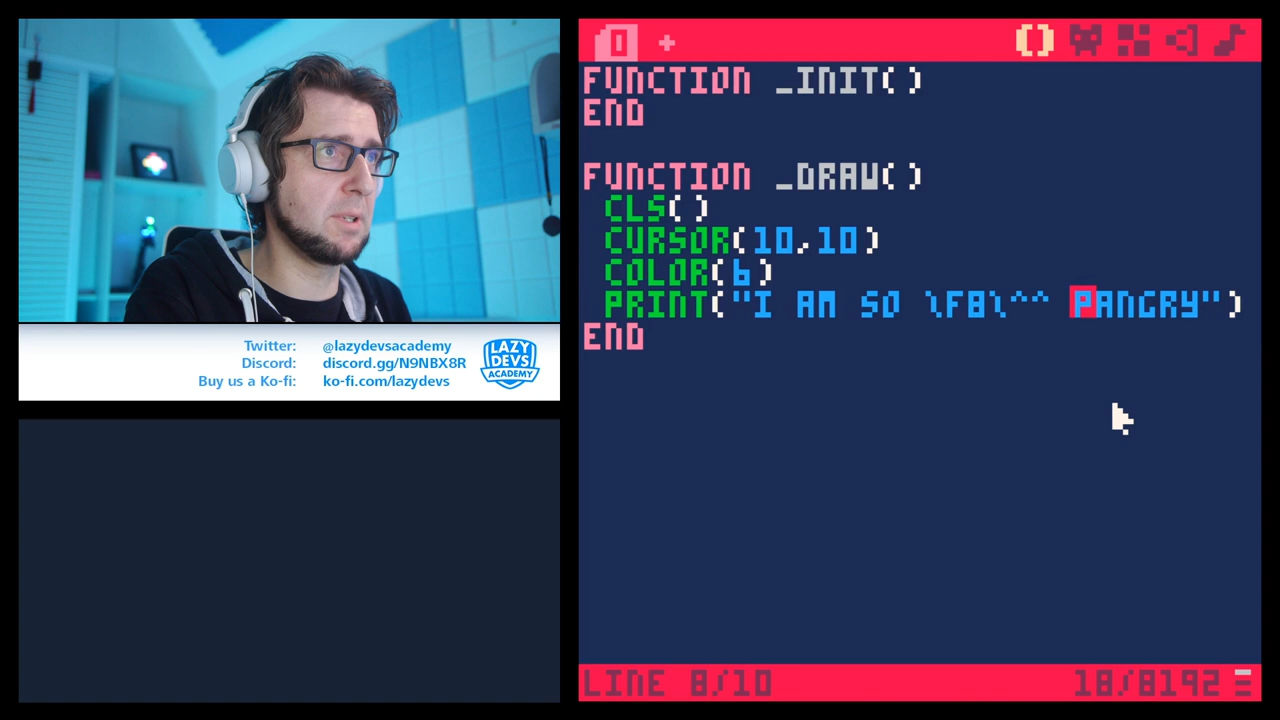 Twitter: @lazydevsacademy
Discord: discord.gg/N9NBX8R
Buy us a Ko-fi: ko-fi.com/lazydevs
LAZY
DEVS
ACADEMY
0 +
FUNCTION _INIT()
END
FUNCTION _DRAW()
CLS()
CURSOR(10,10)
COLOR(6)
PRINT("I AM SO \F8\^^ PANGRY")
END
LINE 8/10
18/8192